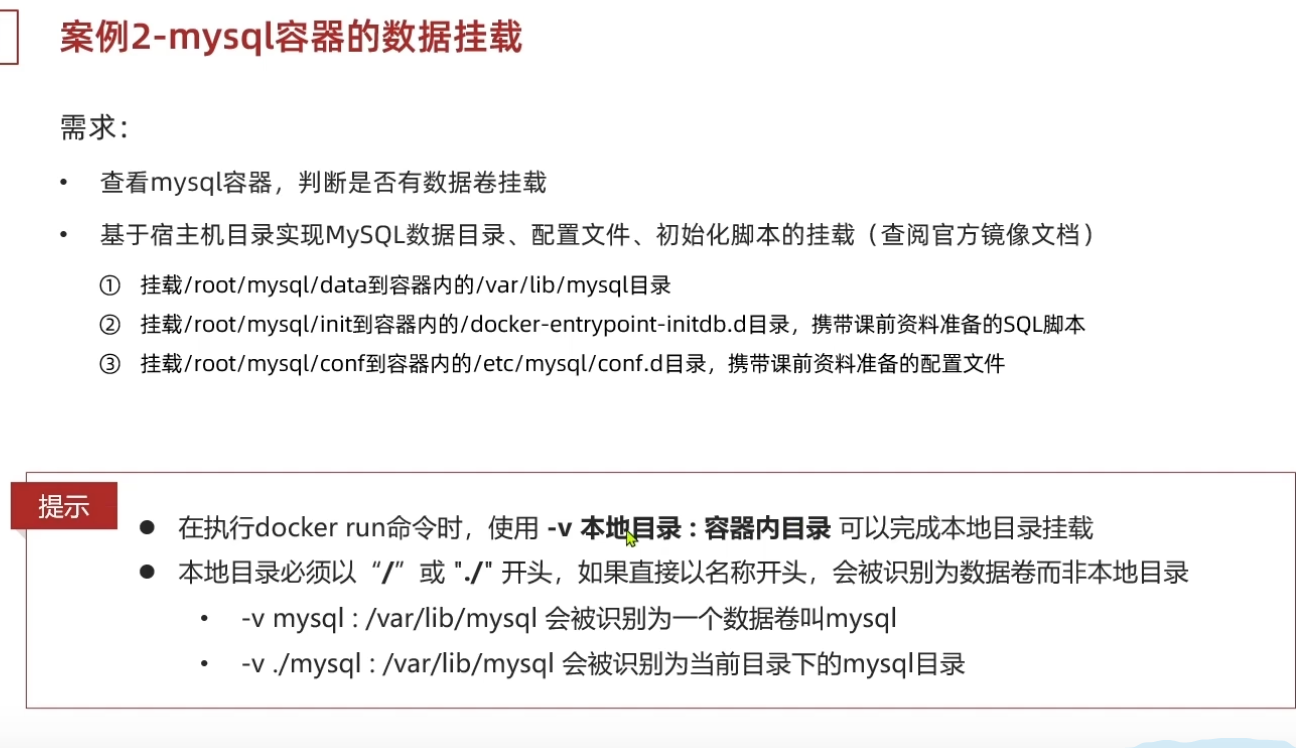 案例2-mysql容器的数据挂载
需求：
• 查看mysql容器，判断是否有数据卷挂载
• 基于宿主机目录实现MySQL数据目录、配置文件、初始化脚本的挂载（查阅官方镜像文档）
① 挂载/root/mysql/data到容器内的/var/lib/mysql目录
② 挂载/root/mysql/init到容器内的/docker-entrypoint-initdb.d目录，携带课前资料准备的SQL脚本
③ 挂载/root/mysql/conf到容器内的/etc/mysql/conf.d目录，携带课前资料准备的配置文件
提示
● 在执行docker run命令时，使用 -v 本地目录 : 容器内目录 可以完成本地目录挂载
● 本地目录必须以“/”或 "./" 开头，如果直接以名称开头，会被识别为数据卷而非本地目录
• -v mysql : /var/lib/mysql 会被识别为一个数据卷叫mysql
• -v ./mysql : /var/lib/mysql 会被识别为当前目录下的mysql目录